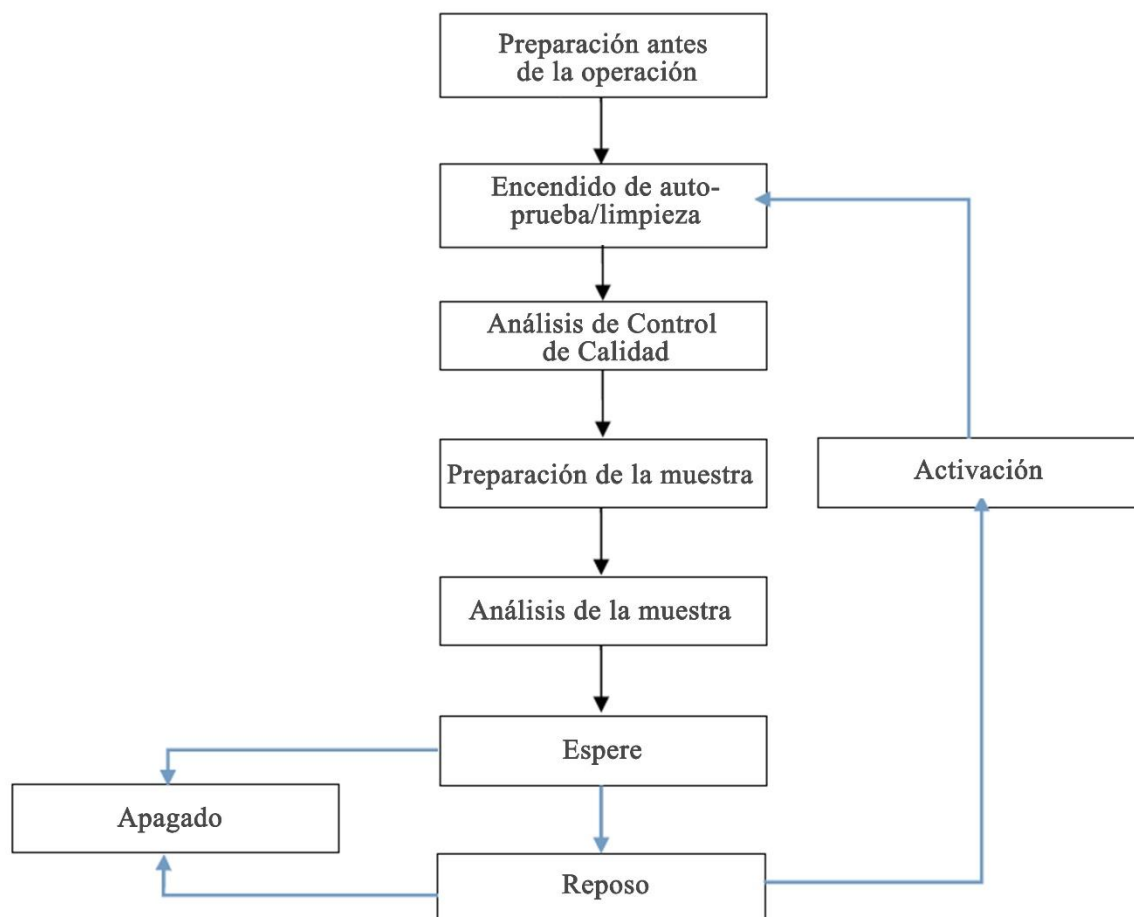 Preparación antes
de la operación
Encendido de auto-
prueba/limpieza
Análisis de Control
de Calidad
Preparación de la muestra
Activación
Análisis de la muestra
Espere
Apagado
Reposo